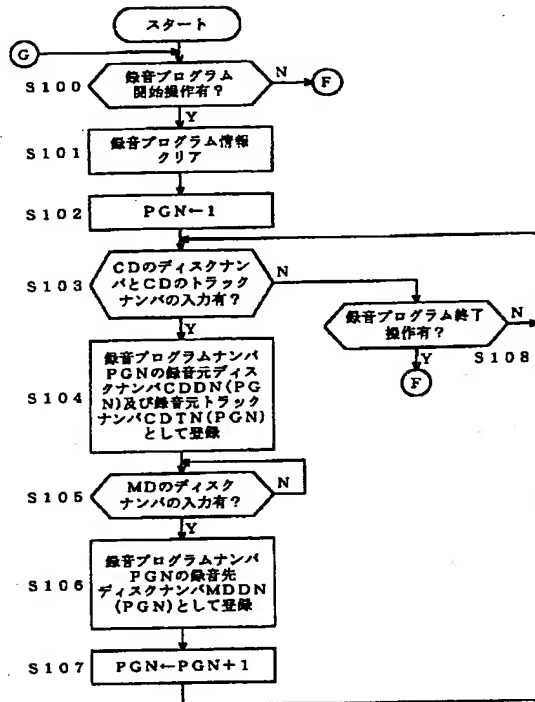 スタート
G
S100
録音プログラム
開始操作有?
N
F
Y
S101
録音プログラム情報
クリア
S102
PGN←1
S103
CDのディスクナン
バとCDのトラック
ナンバの入力有?
N
Y
録音プログラム終了
操作有?
N
Y
S108
F
S104
録音プログラムナンバ
PGNの録音元ディス
クナンバCDDN(PG
N)及び録音元トラック
ナンバCDTN(PGN)
として登録
S105
MDのディスク
ナンバの入力有?
N
Y
S106
録音プログラムナンバ
PGNの録音先
ディスクナンバMDDN
(PGN)として登録
S107
PGN←PGN+1